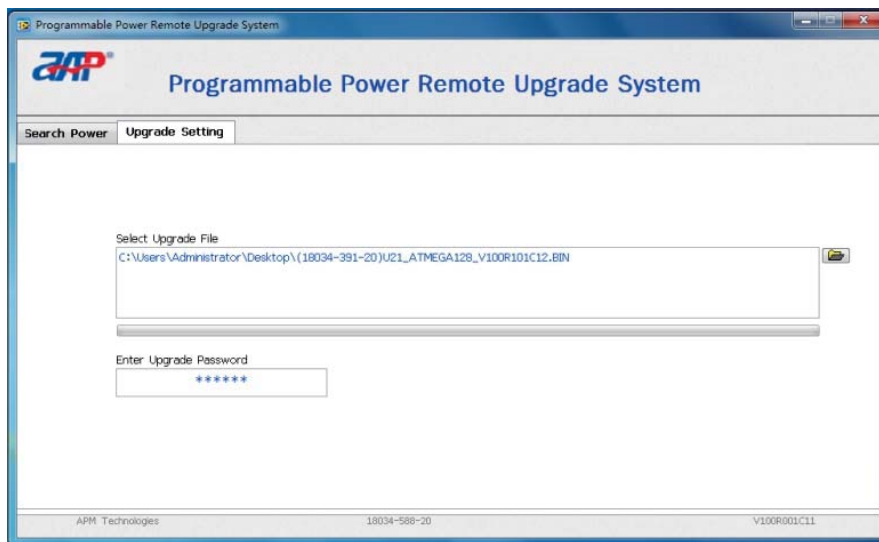 Programmable Power Remote Upgrade System
aAP®
Programmable Power Remote Upgrade System
Search Power Upgrade Setting
Select Upgrade File
C:\Users\Administrator\Desktop\(18034-391-20)U21_ATMEGA128_V100R101C12.BIN
Enter Upgrade Password
******
APM Technologies 18034-588-20 V100R001C11